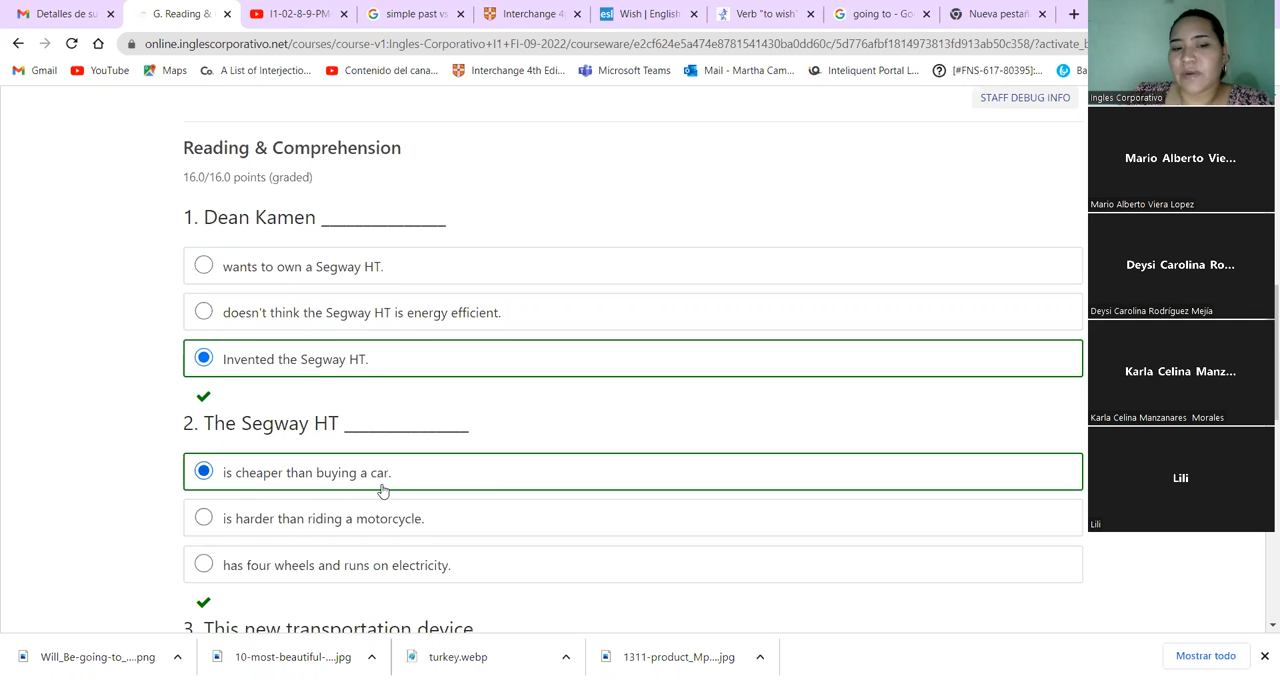 Detalles de su
G. Reading &
I1-02-8-9-PM
simple past vs
Interchange 4
Wish | English
Verb "to wish"
going to - Go
Nueva pestañ
online.inglescorporativo.net/courses/course-v1:Ingles-Corporativo+I1+FI-09-2022/courseware/e2cf624e5a474e8781541430ba0dd60c/5d776afbf1814973813fd913ab50c358/?activate_b
Gmail
YouTube
Maps
Co. A List of Interjectio...
Contenido del cana...
Interchange 4th Edi...
Microsoft Teams
Mail - Martha Cam...
Inteliquent Portal L...
[#FNS-617-80395]:...
Ba
STAFF DEBUG INFO
Reading & Comprehension
16.0/16.0 points (graded)
1. Dean Kamen _______________
wants to own a Segway HT.
doesn't think the Segway HT is energy efficient.
Invented the Segway HT.
2. The Segway HT _______________
is cheaper than buying a car.
is harder than riding a motorcycle.
has four wheels and runs on electricity.
3. This new transportation device
Will_Be-going-to_....png
10-most-beautiful-....jpg
turkey.webp
1311-product_Mp....jpg
Mostrar todo
Ingles Corporativo
Mario Alberto Vie...
Mario Alberto Viera Lopez
Deysi Carolina Ro...
Deysi Carolina Rodríguez Mejía
Karla Celina Manz...
Karla Celina Manzanares Morales
Lili
Lili